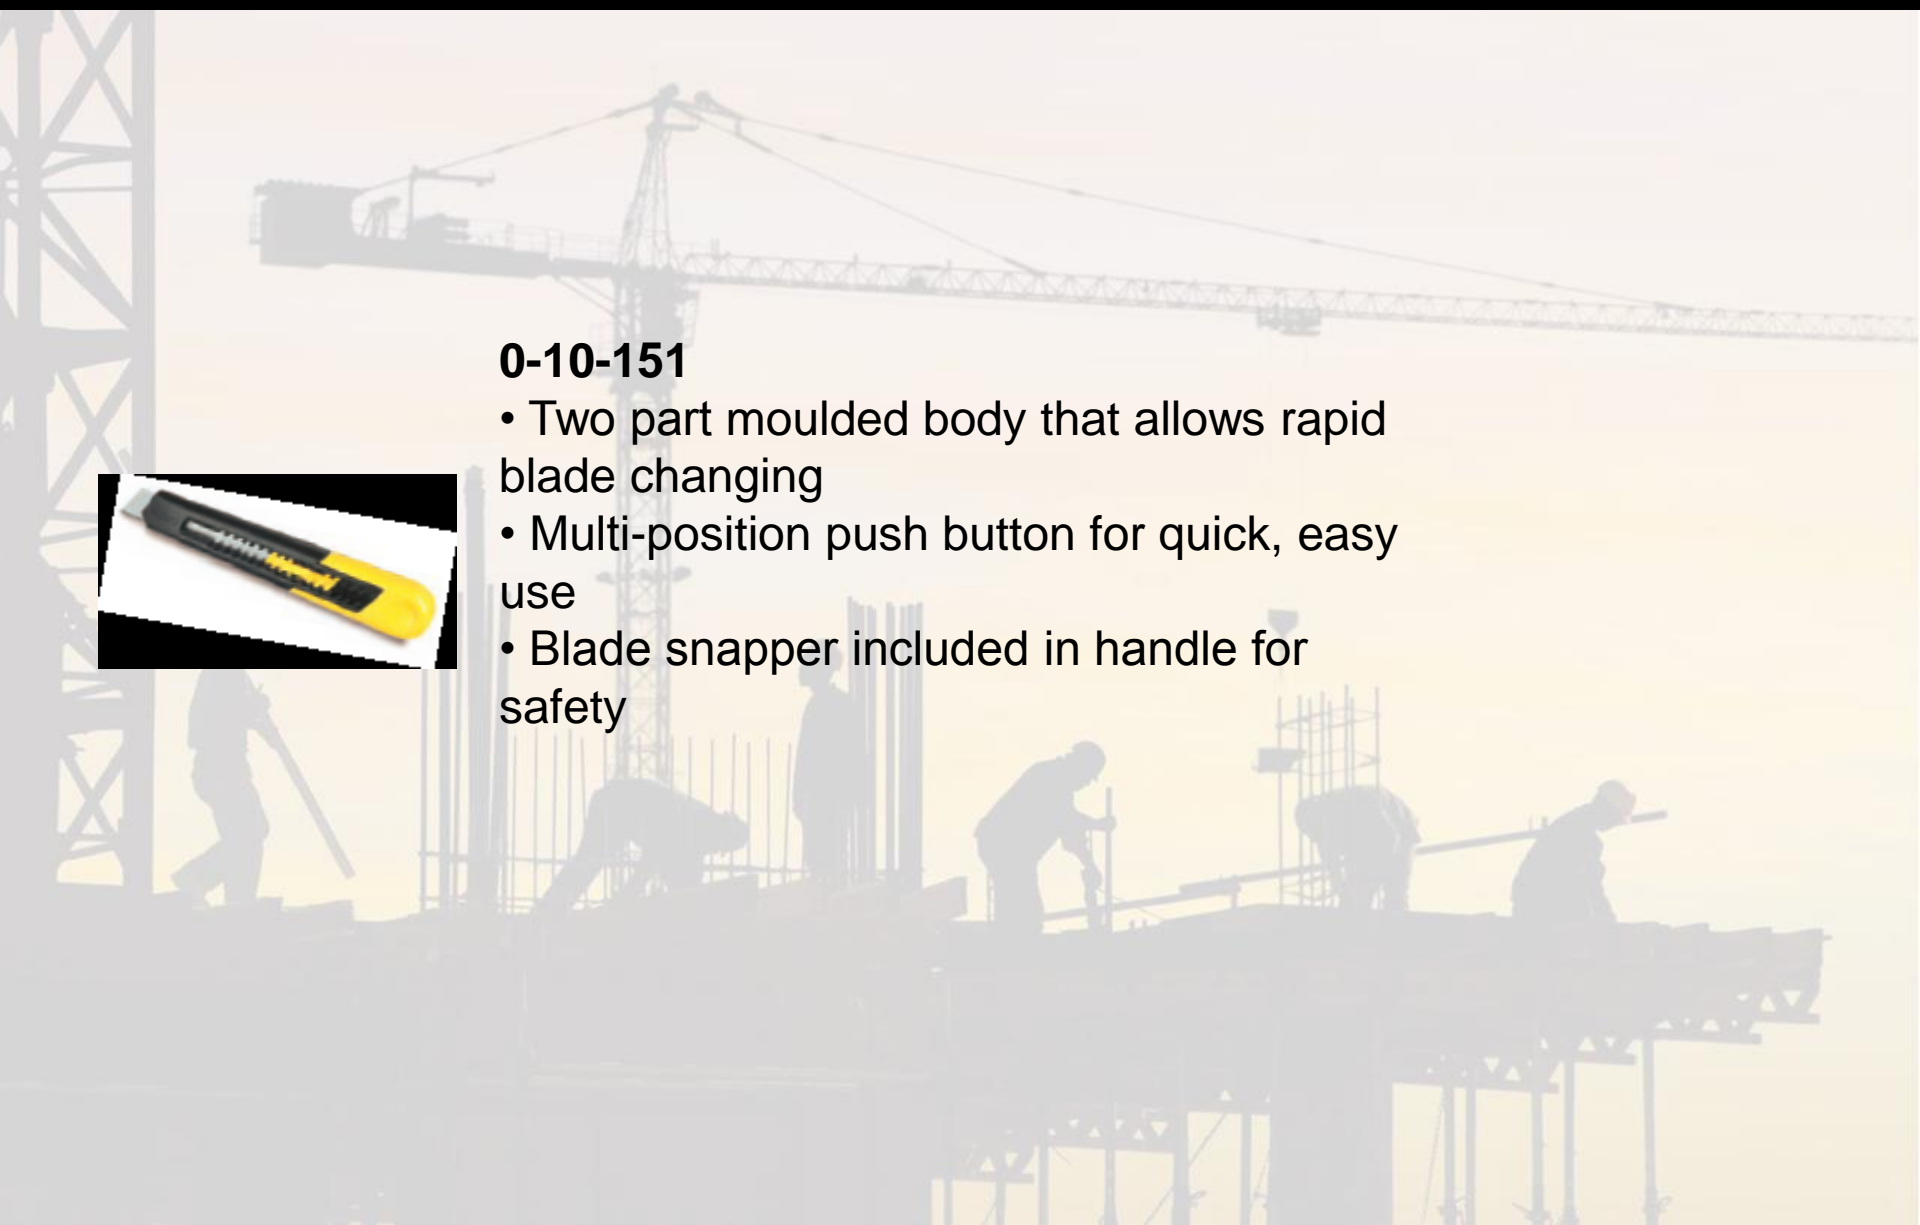 0-10-151
• Two part moulded body that allows rapid
blade changing
• Multi-position push button for quick, easy
use
• Blade snapper included in handle for
safety